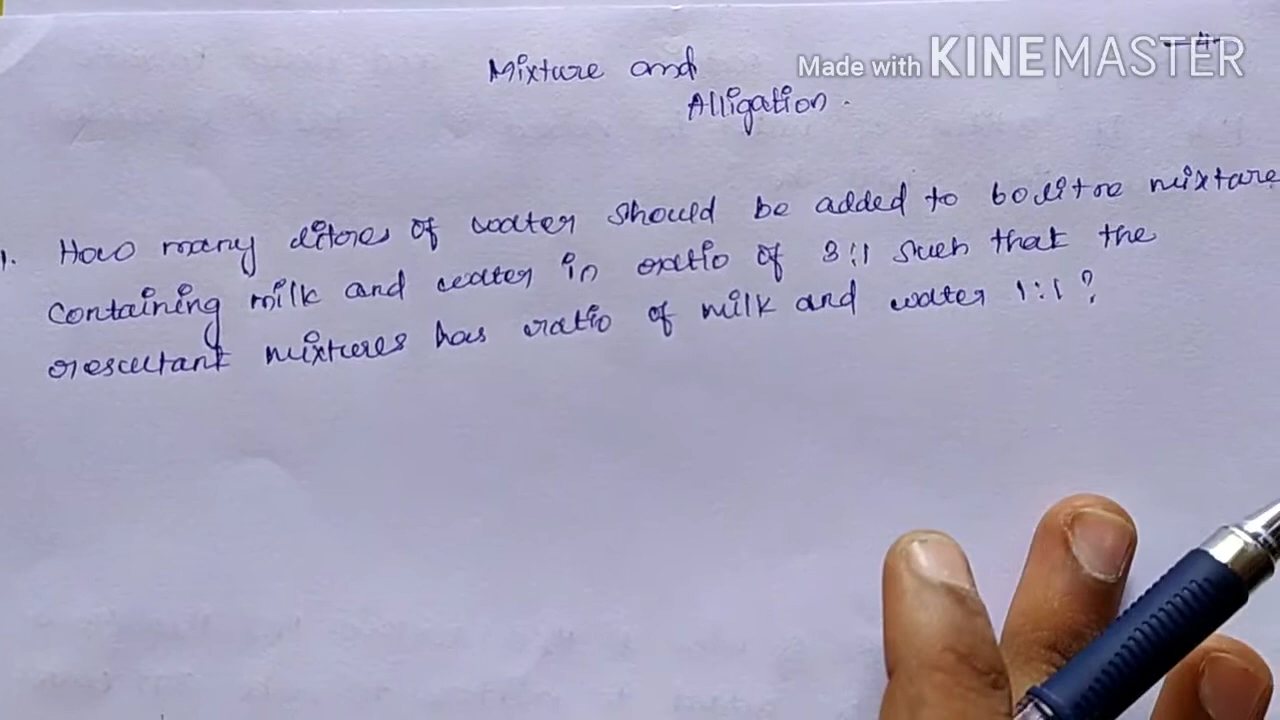 Mixture and
Alligation.
Made with KINEMASTER
1. How many litres of water should be added to 60 litre mixture
containing milk and water in ratio of 3:1 such that the
resultant mixtures has ratio of milk and water 1:1?